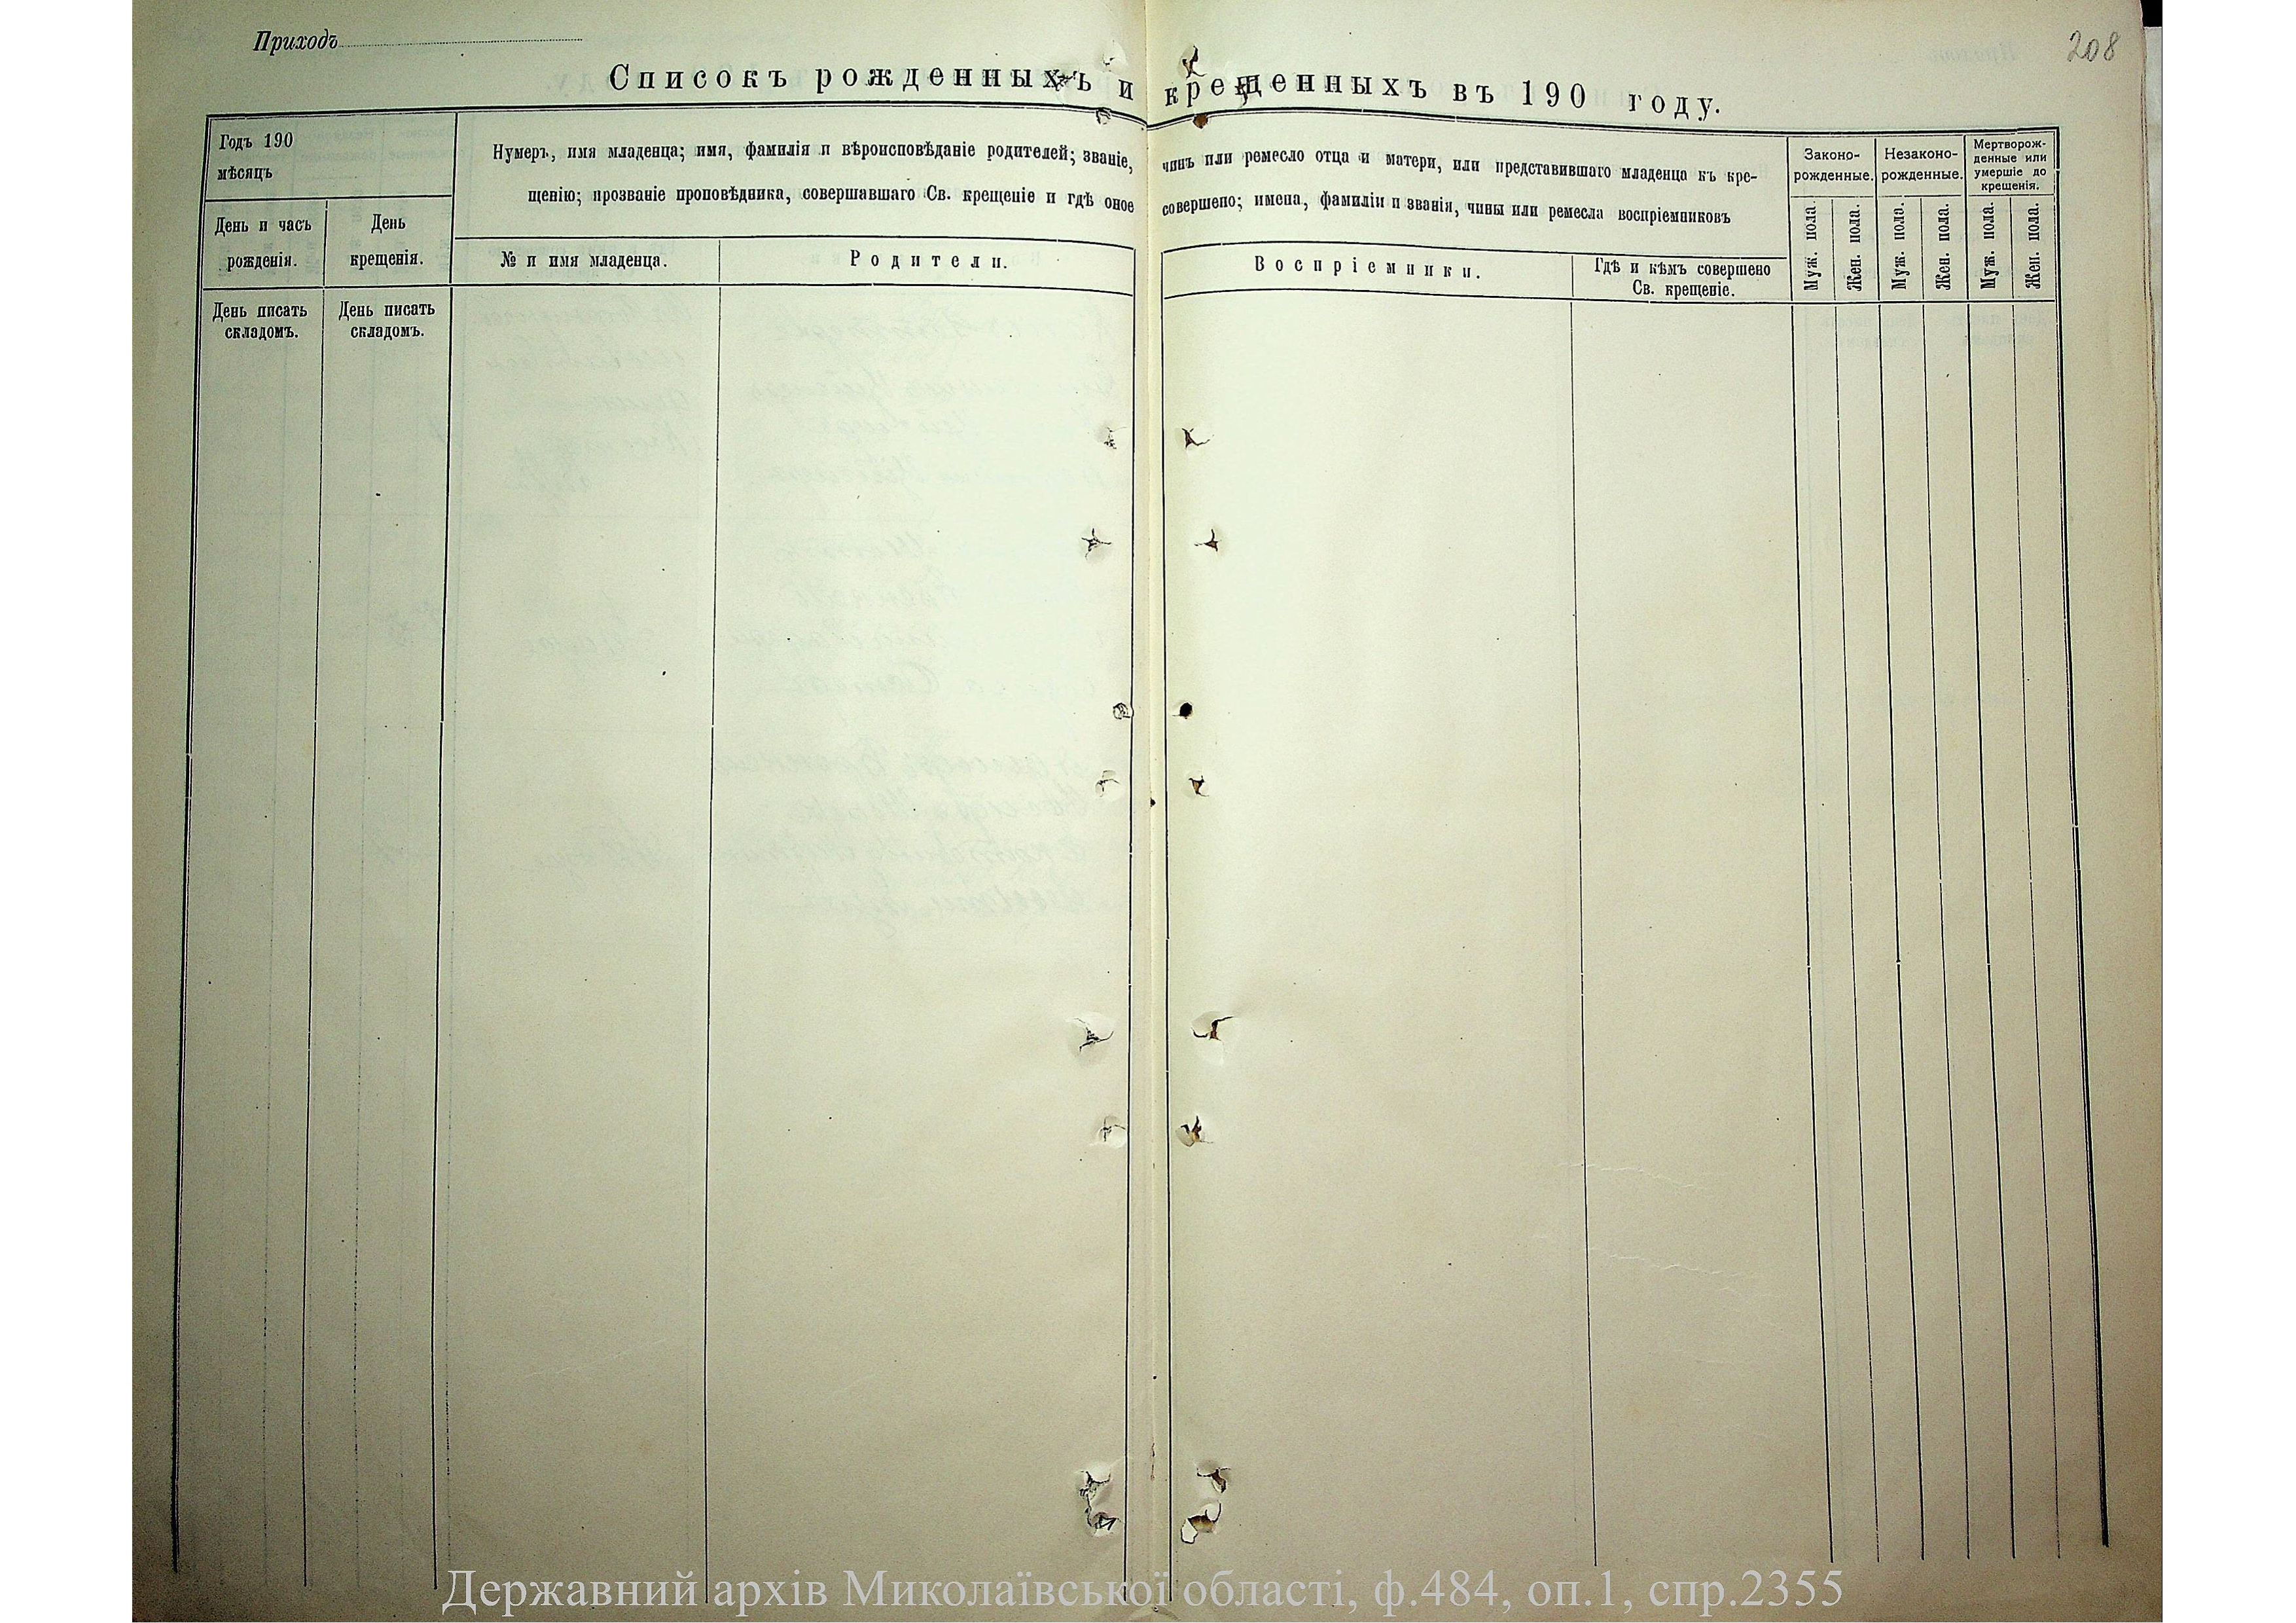 Приходъ
208
Списокъ рожденныхъ и крещенныхъ въ 190 году.
Годъ 190
мѣсяцъ
День и часъ
рожденія.
День
крещенія.
Нумеръ, имя младенца; имя, фамилія и вѣроисповѣданіе родителей; званіе, чинъ или ремесло отца и матери, или представившаго младенца къ кре-
щенію; прозваніе проповѣдника, совершавшаго Св. крещеніе и гдѣ оное совершено; имена, фамиліи и званія, чины или ремесла воспріемниковъ
№ и имя младенца.
Родители.
Воспріемники.
Гдѣ и кѣмъ совершено
Св. крещеніе.
Законо-
рожденные.
Незаконо-
рожденные.
Мертворож-
денные или
умершіе до
крещенія.
Муж. пола.
Жен. пола.
Муж. пола.
Жен. пола.
Муж. пола.
Жен. пола.
День писать
складомъ.
День писать
складомъ.
Державний архів Миколаївської області, ф.484, оп.1, спр.2355